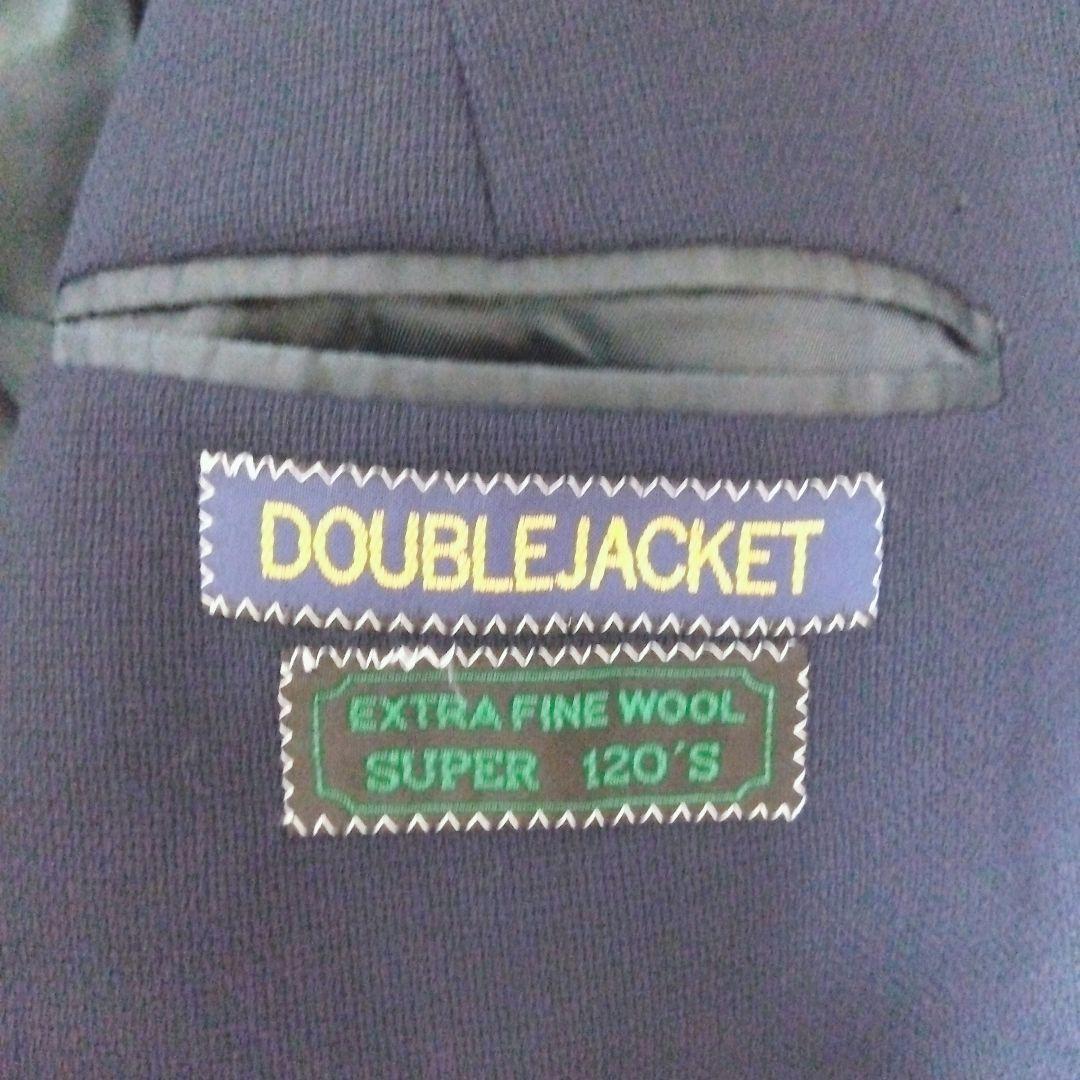 DOUBLEJACKET
EXTRA FINE WOOL
SUPER 120'S